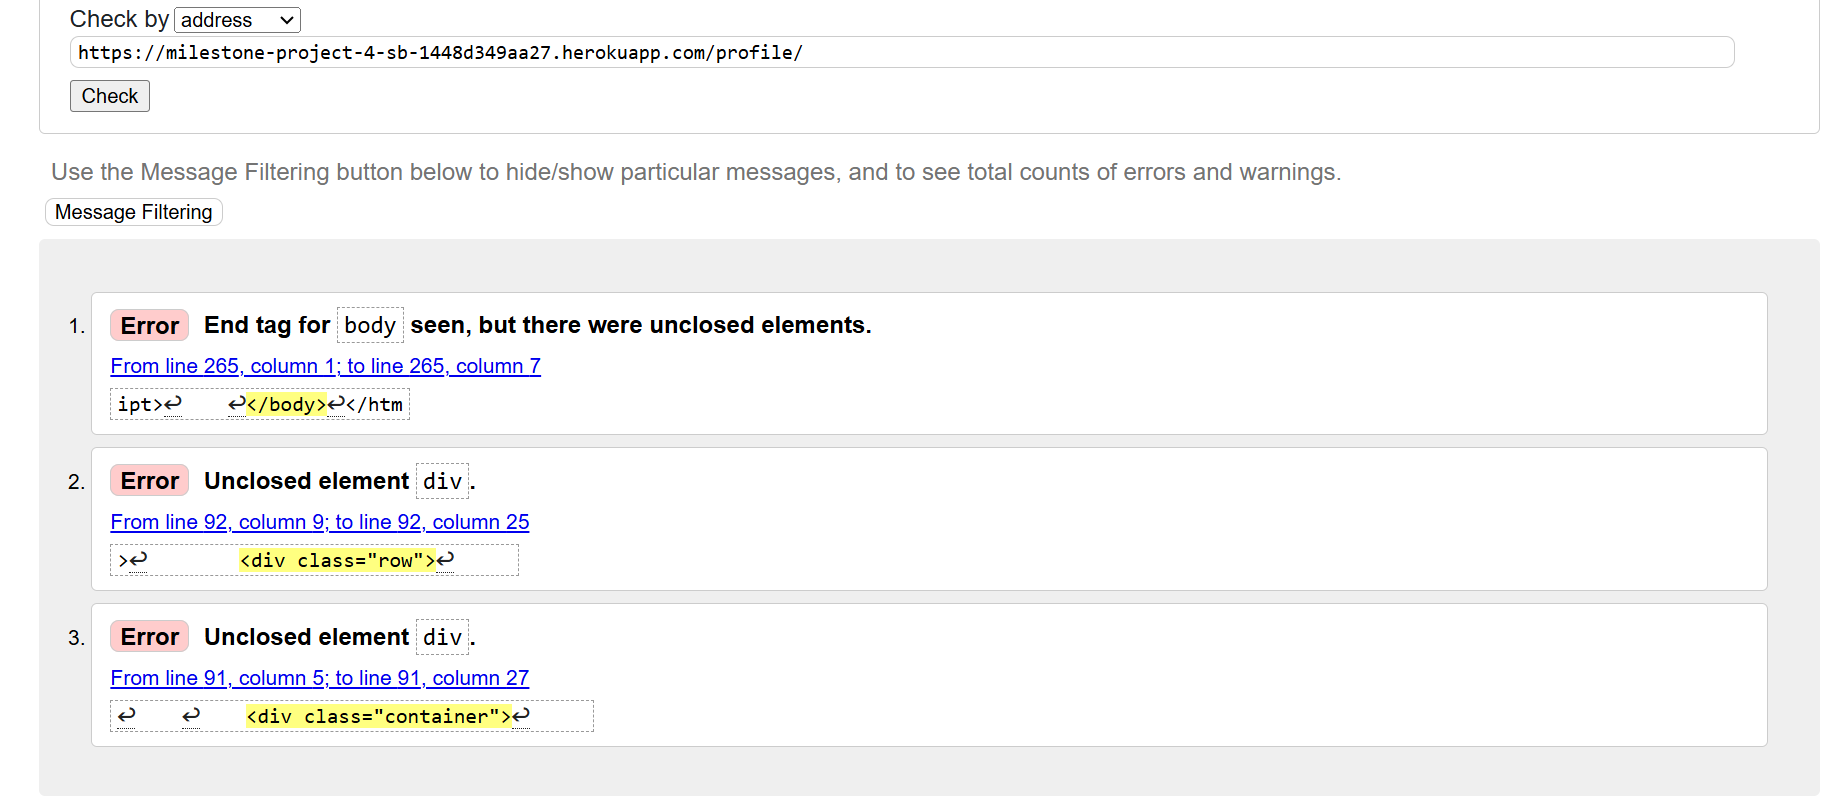 Check by address
https://milestone-project-4-sb-1448d349aa27.herokuapp.com/profile/
Check
Use the Message Filtering button below to hide/show particular messages, and to see total counts of errors and warnings.
Message Filtering
1. Error End tag for body seen, but there were unclosed elements.
From line 265, column 1; to line 265, column 7
ipt>↩    ↩</body>↩</htm
2. Error Unclosed element div.
From line 92, column 9; to line 92, column 25
>↩        <div class="row">↩
3. Error Unclosed element div.
From line 91, column 5; to line 91, column 27
↩    ↩    <div class="container">↩